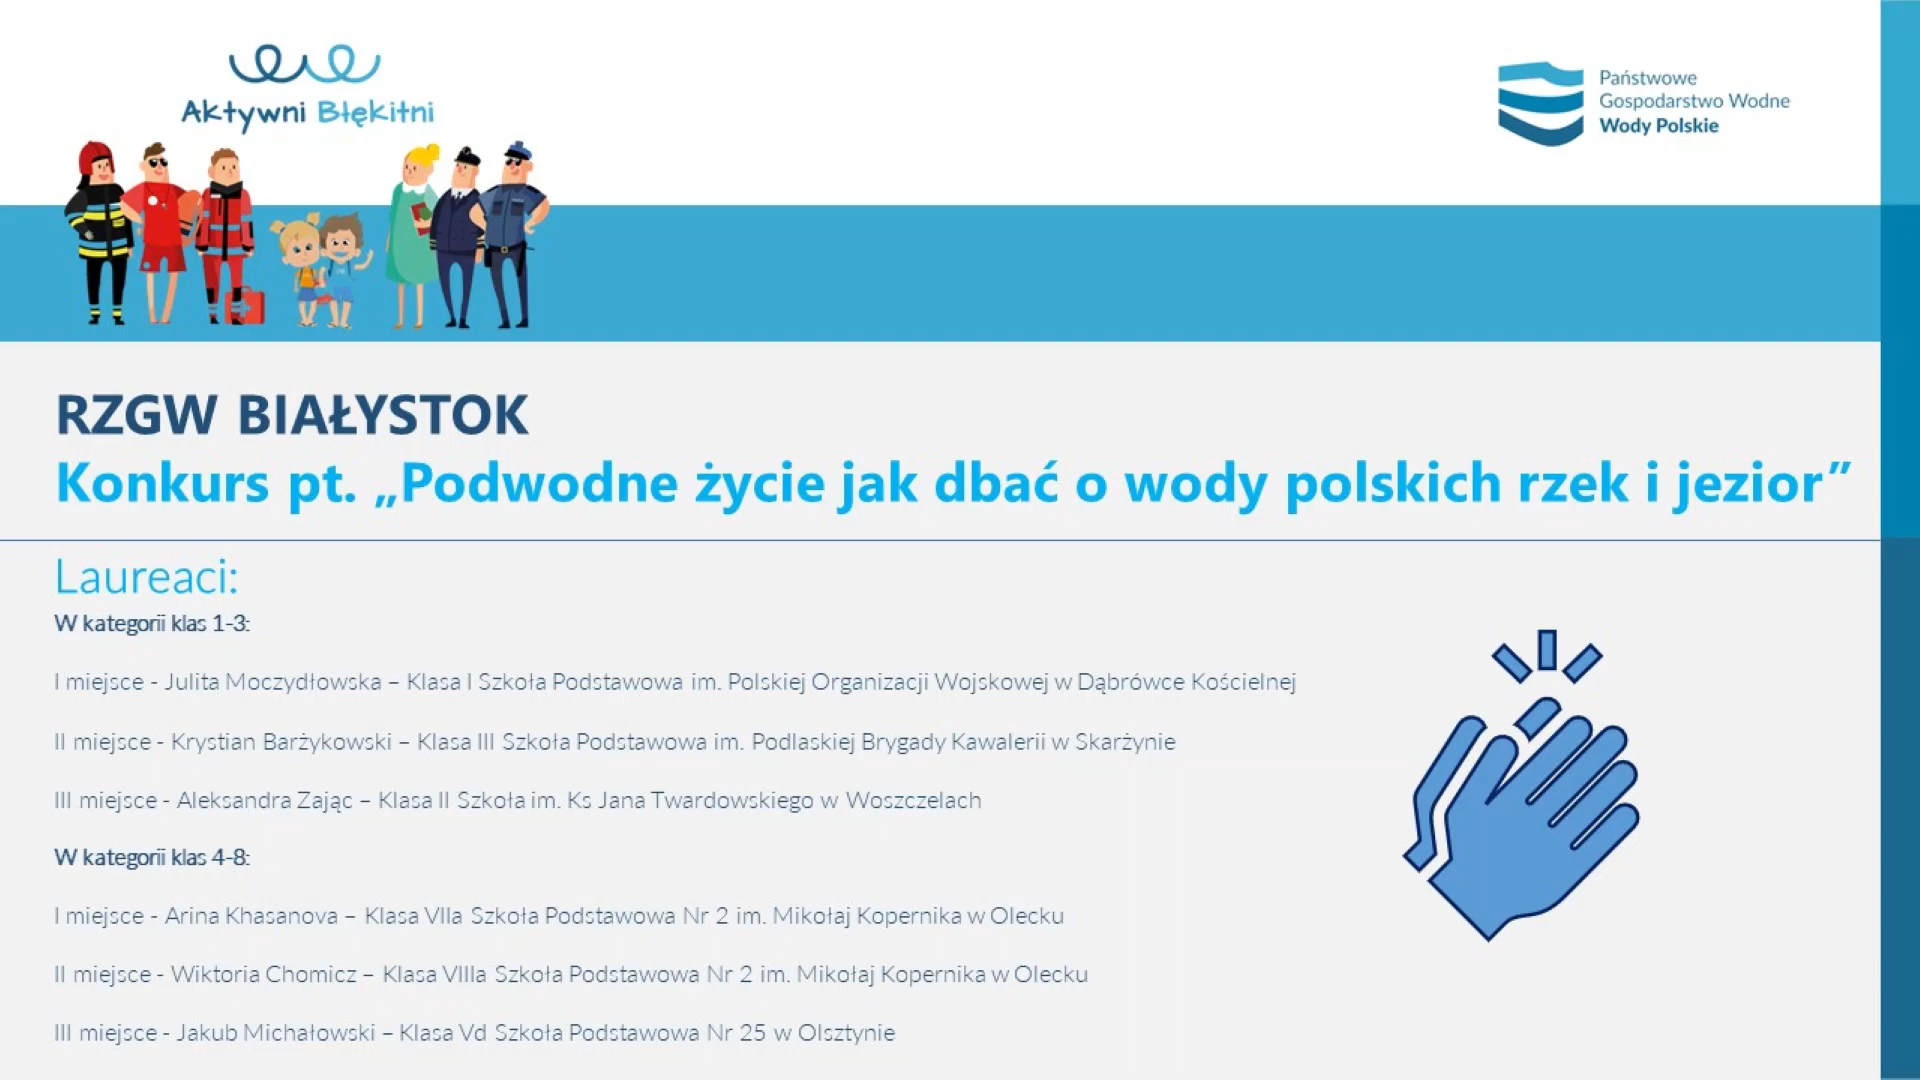 Aktywni Błękitni
Państwowe
Gospodarstwo Wodne
Wody Polskie
RZGW BIAŁYSTOK
Konkurs pt. „Podwodne życie jak dbać o wody polskich rzek i jezior”
Laureaci:
W kategorii klas 1-3:
I miejsce - Julita Moczydłowska – Klasa I Szkoła Podstawowa im. Polskiej Organizacji Wojskowej w Dąbrówce Kościelnej
II miejsce - Krystian Barżykowski – Klasa III Szkoła Podstawowa im. Podlaskiej Brygady Kawalerii w Skarżynie
III miejsce - Aleksandra Zając – Klasa II Szkoła im. Ks Jana Twardowskiego w Woszczelach
W kategorii klas 4-8:
I miejsce - Arina Khasanova – Klasa VIIa Szkoła Podstawowa Nr 2 im. Mikołaj Kopernika w Olecku
II miejsce - Wiktoria Chomicz – Klasa VIIIa Szkoła Podstawowa Nr 2 im. Mikołaj Kopernika w Olecku
III miejsce - Jakub Michałowski – Klasa Vd Szkoła Podstawowa Nr 25 w Olsztynie